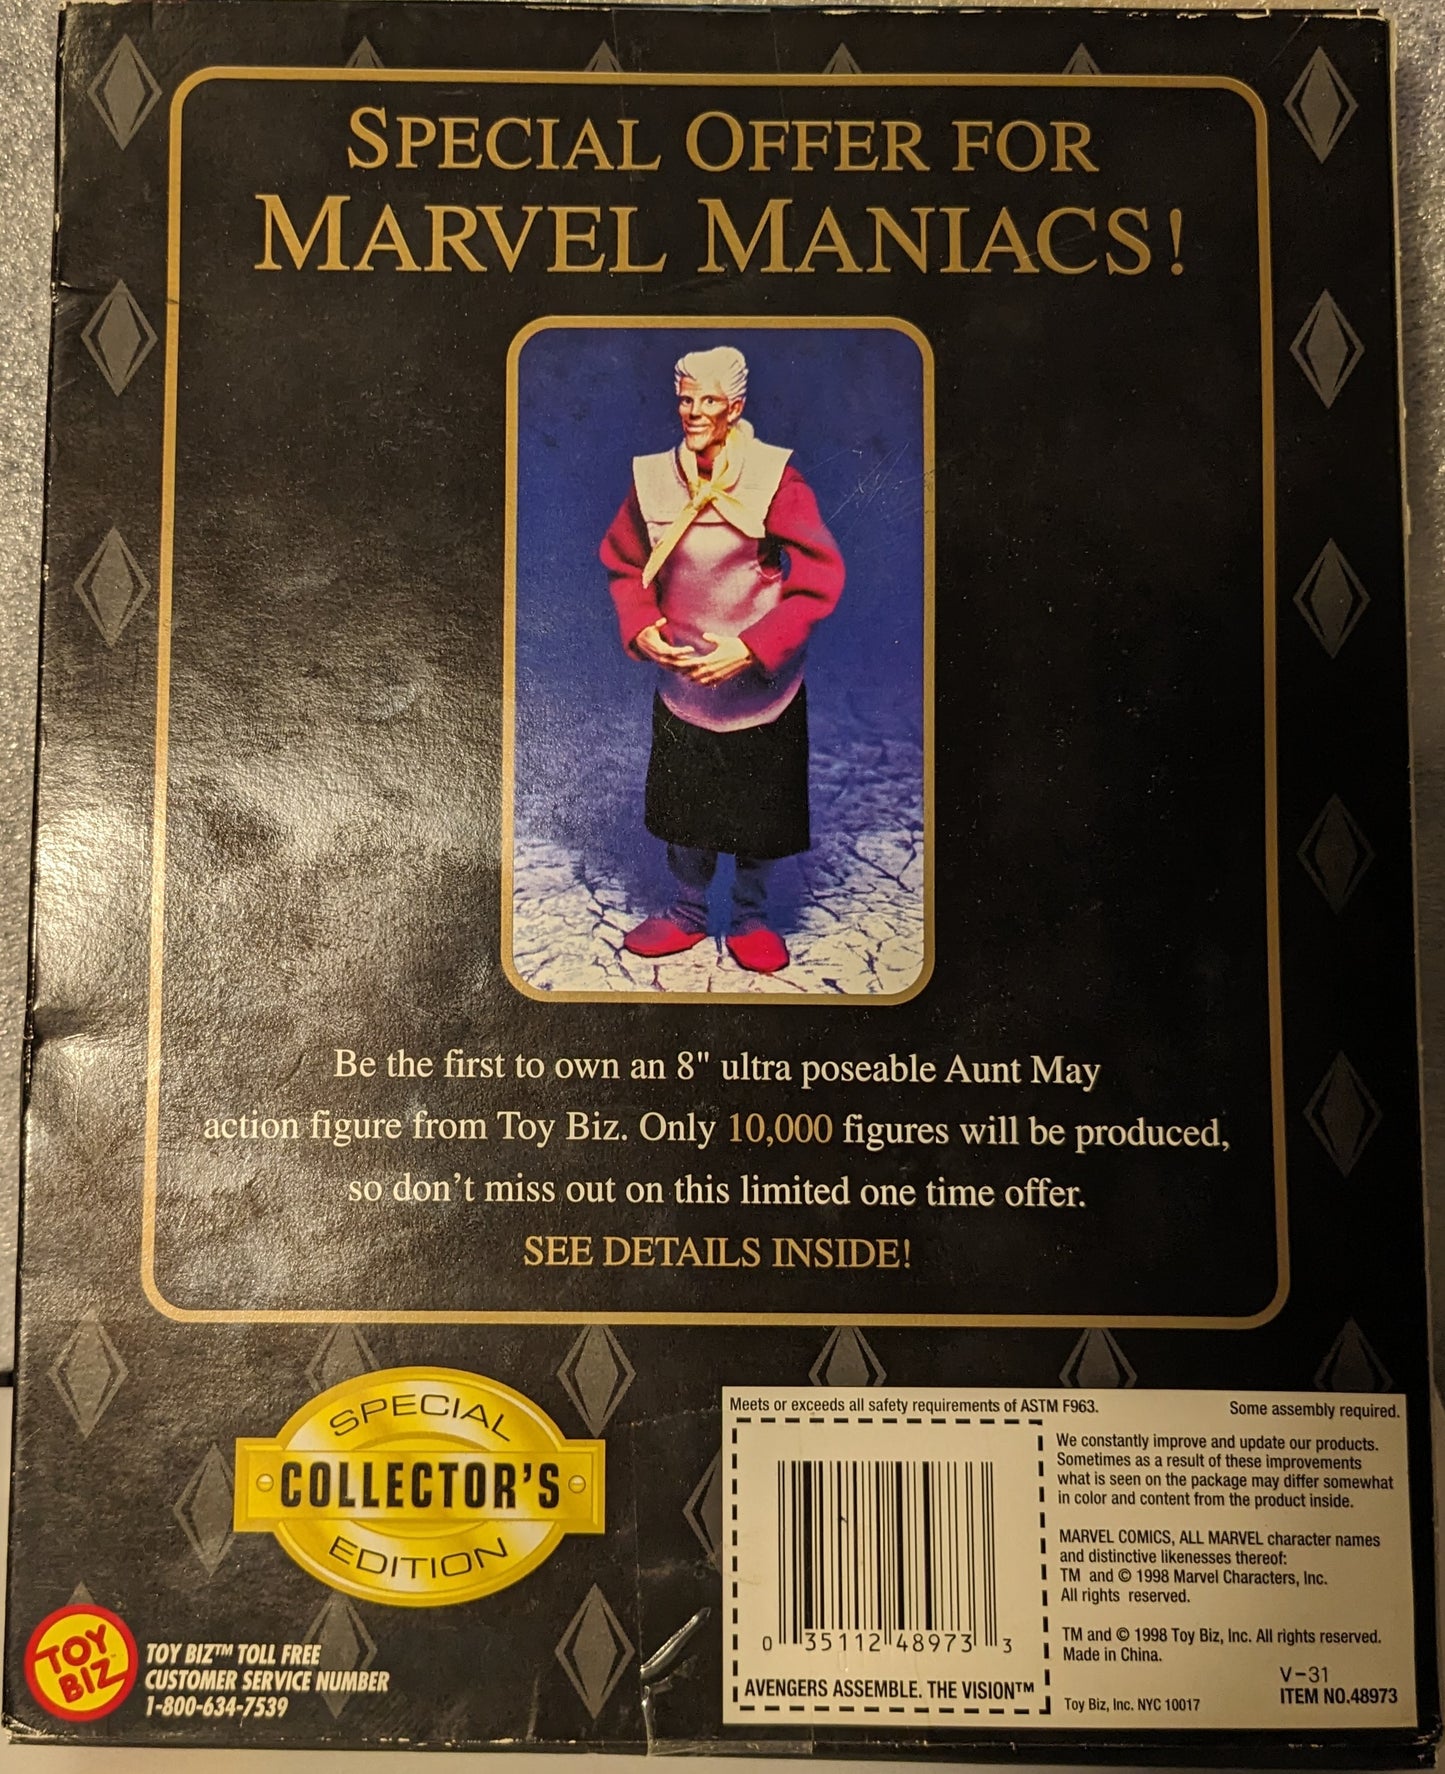 SPECIAL OFFER FOR
MARVEL MANIACS!
Be the first to own an 8" ultra poseable Aunt May
action figure from Toy Biz. Only 10,000 figures will be produced,
so don't miss out on this limited one time offer.
SEE DETAILS INSIDE!
SPECIAL
COLLECTOR'S
EDITION
TOY
BIZ
TOY BIZ™ TOLL FREE
CUSTOMER SERVICE NUMBER
1-800-634-7539
Meets or exceeds all safety requirements of ASTM F963.
Some assembly required.
0 35112 48973 3
AVENGERS ASSEMBLE. THE VISION™
We constantly improve and update our products.
Sometimes as a result of these improvements
what is seen on the package may differ somewhat
in color and content from the product inside.
MARVEL COMICS, ALL MARVEL character names
and distinctive likenesses thereof:
TM and © 1998 Marvel Characters, Inc.
All rights reserved.
TM and © 1998 Toy Biz, Inc. All rights reserved.
Made in China.
V-31
Toy Biz, Inc. NYC 10017
ITEM NO.48973